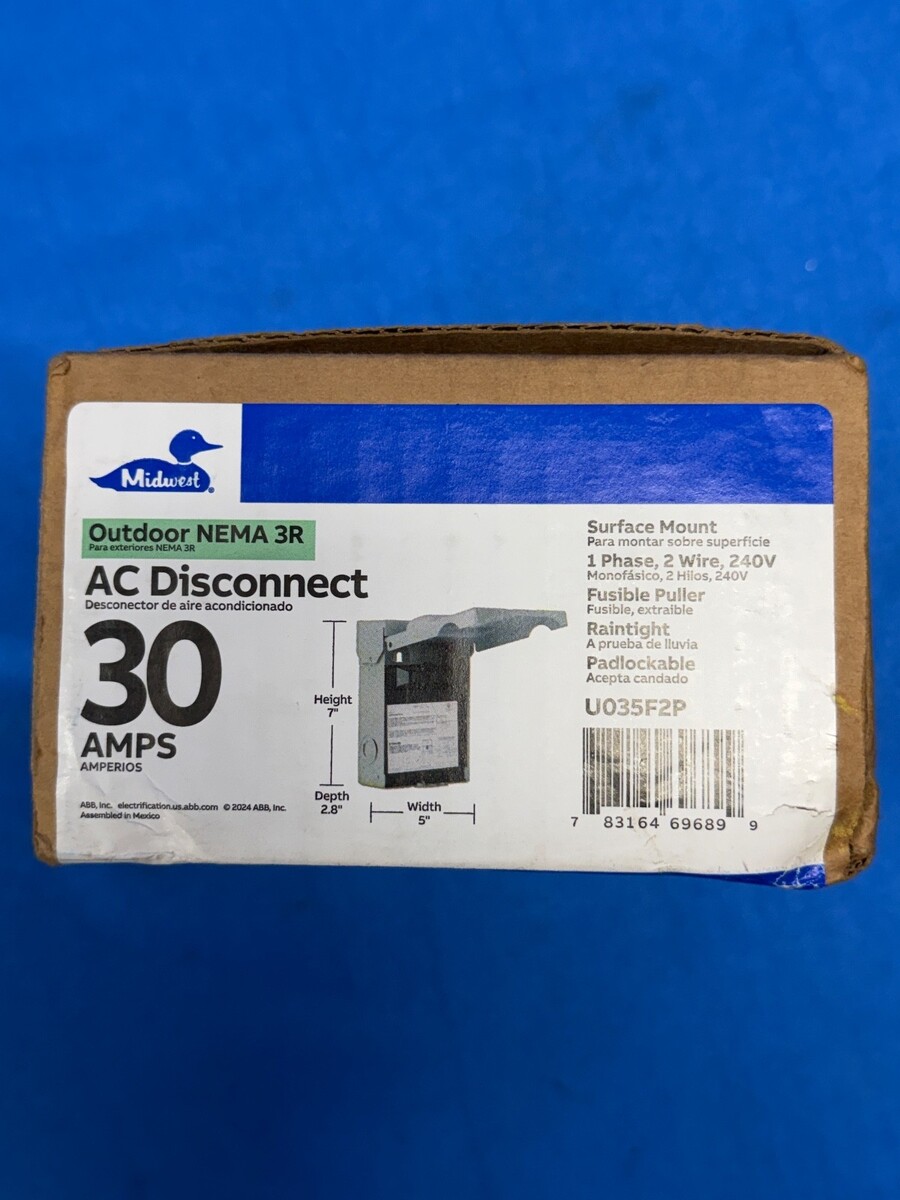 Midwest
Outdoor NEMA 3R
Para exteriores NEMA 3R
AC Disconnect
Desconector de aire acondicionado
30
AMPS
AMPERIOS
Height
7"
Depth
2.8"
Width
5"
ABB, Inc. electrification.us.abb.com © 2024 ABB, Inc.
Assembled in Mexico
Surface Mount
Para montar sobre superficie
1 Phase, 2 Wire, 240V
Monofásico, 2 Hilos, 240V
Fusible Puller
Fusible, extraible
Raintight
A prueba de lluvia
Padlockable
Acepta candado
U035F2P
7 83164 69689 9